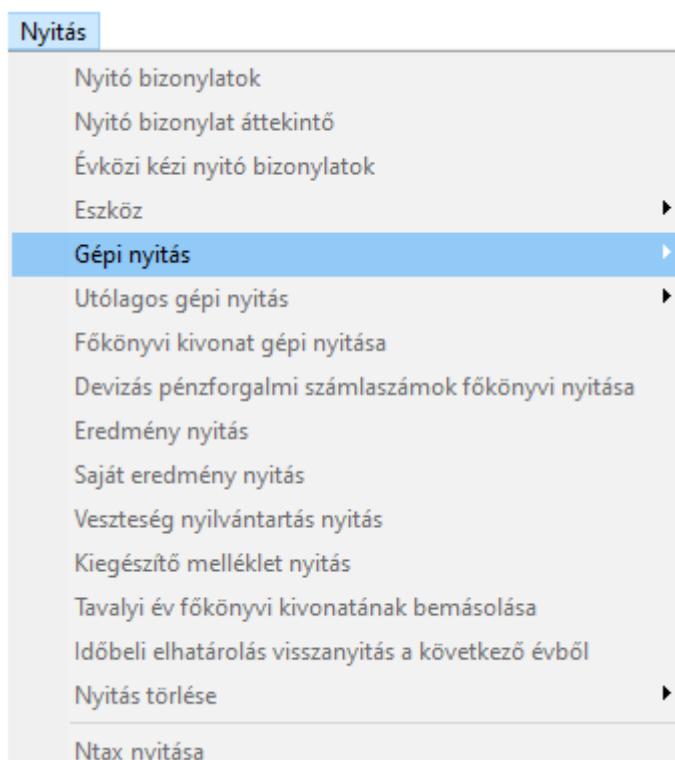 Nyitás
Nyitó bizonylatok
Nyitó bizonylat áttekintő
Évközi kézi nyitó bizonylatok
Eszköz
Gépi nyitás
Utólagos gépi nyitás
Főkönyvi kivonat gépi nyitása
Devizás pénzforgalmi számlaszámok főkönyvi nyitása
Eredmény nyitás
Saját eredmény nyitás
Veszteség nyilvántartás nyitás
Kiegészítő melléklet nyitás
Tavalyi év főkönyvi kivonatának bemásolása
Időbeli elhatárolás visszanyitás a következő évből
Nyitás törlése
Ntax nyitása